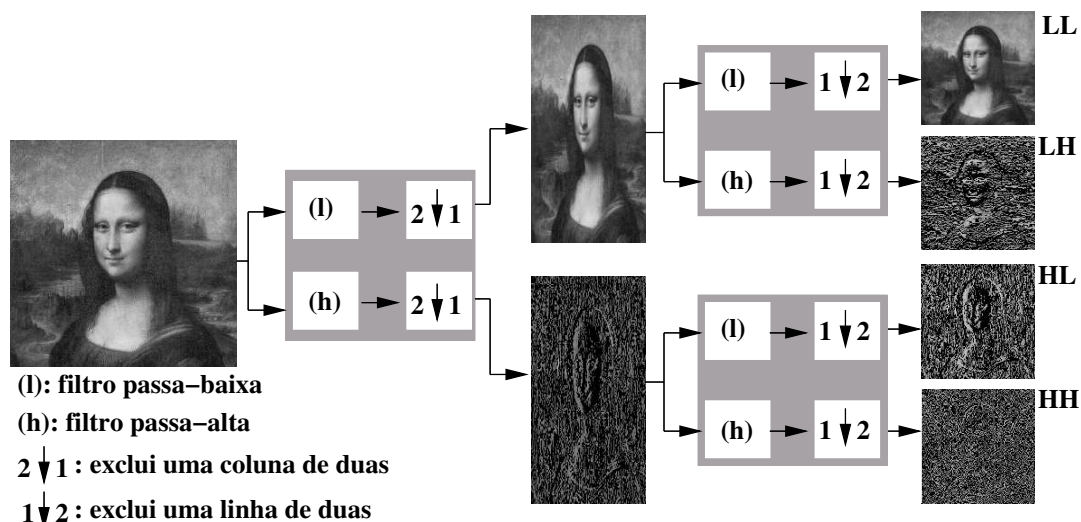 LL
(l) 1 2
LH
(h) 1 2
(l) 2 1
(h) 2 1
HL
(l) 1 2
HH
(h) 1 2
(l): filtro passa−baixa
(h): filtro passa−alta
2 1 : exclui uma coluna de duas
1 2 : exclui uma linha de duas